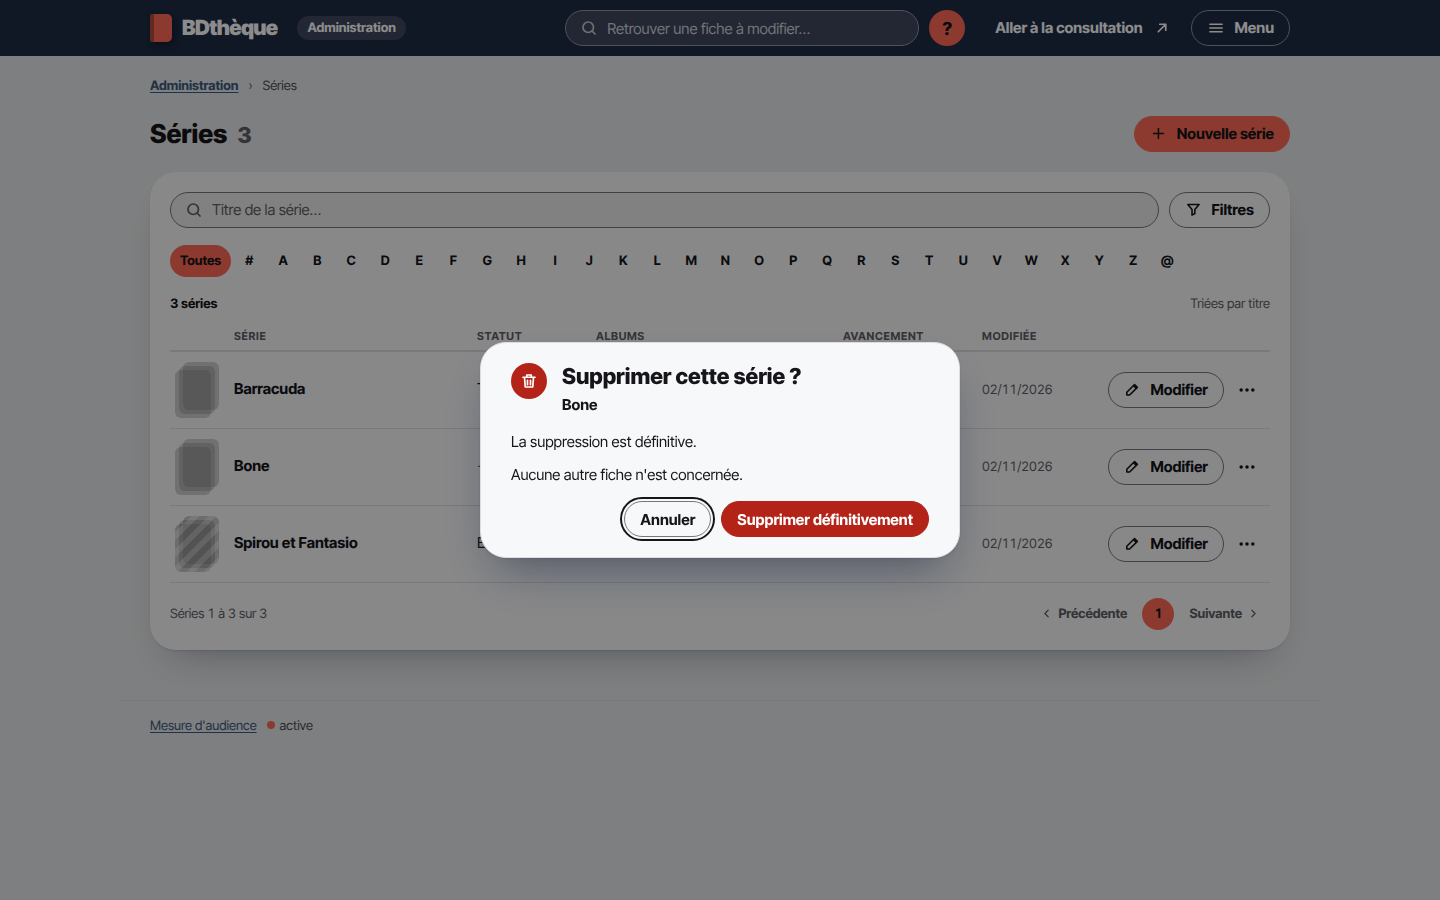 BDthèque
Administration
Retrouver une fiche à modifier…
?
Aller à la consultation
Menu
Administration › Séries
Séries 3
Nouvelle série
Titre de la série…
Filtres
Toutes # A B C D E F G H I J K L M N O P Q R S T U V W X Y Z @
3 séries
Triées par titre
SÉRIE STATUT ALBUMS AVANCEMENT MODIFIÉE
Barracuda 02/11/2026 Modifier
Bone 02/11/2026 Modifier
Spirou et Fantasio 02/11/2026 Modifier
Supprimer cette série ?
Bone
La suppression est définitive.
Aucune autre fiche n'est concernée.
Annuler
Supprimer définitivement
Séries 1 à 3 sur 3
‹ Précédente 1 Suivante ›
Mesure d'audience active